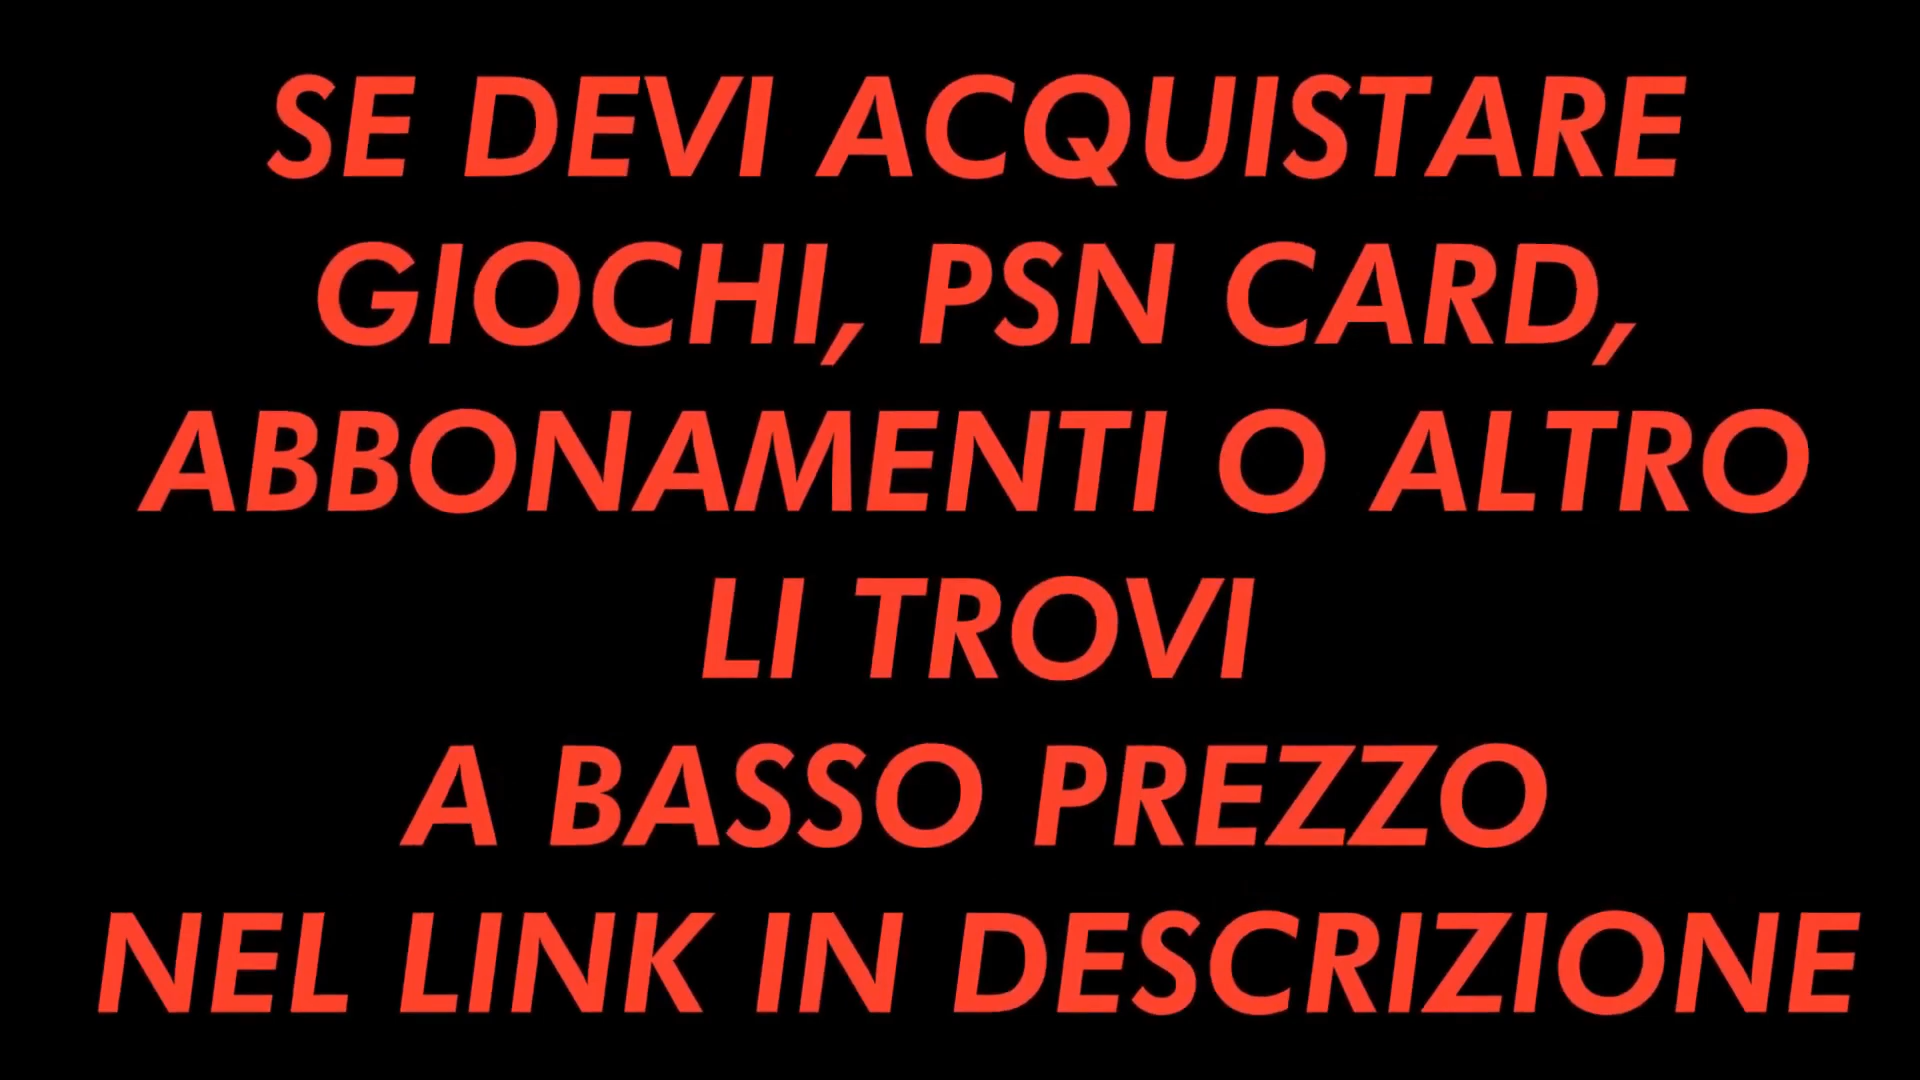 SE DEVI ACQUISTARE
GIOCHI, PSN CARD,
ABBONAMENTI O ALTRO
LI TROVI
A BASSO PREZZO
NEL LINK IN DESCRIZIONE